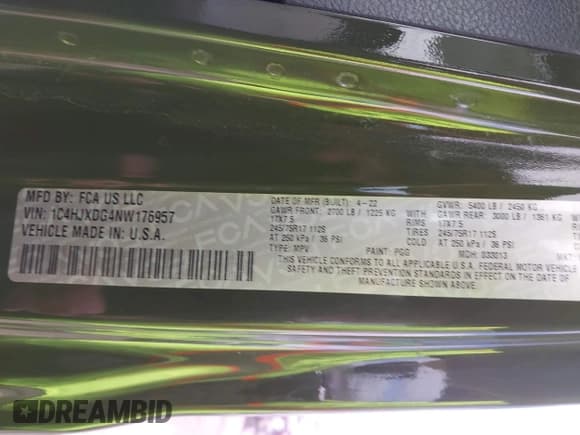 MFD BY: FCA US LLC
DATE OF MFR (BUILT): 4-22
GVWR: 5400 LB / 2450 KG
VIN: 1C4HJXDG4NW176957
GAWR FRONT: 2700 LB / 1225 KG
GAWR REAR: 3000 LB / 1361 KG
17X7.5
17X7.5
VEHICLE MADE IN: U.S.A.
245/75R17 112S
245/75R17 112S
AT 250 kPa / 36 PSI
AT 250 kPa / 36 PSI
TYPE: MPV
PAINT: PGG
MDH: 033013
THIS VEHICLE CONFORMS TO ALL APPLICABLE U.S.A. FEDERAL MOTOR VEHICLE
SAFETY AND THEFT PREVENTION STANDARDS IN EFFECT ON THE DATE OF
MANUFACTURE SHOWN ABOVE.
DREAMBID